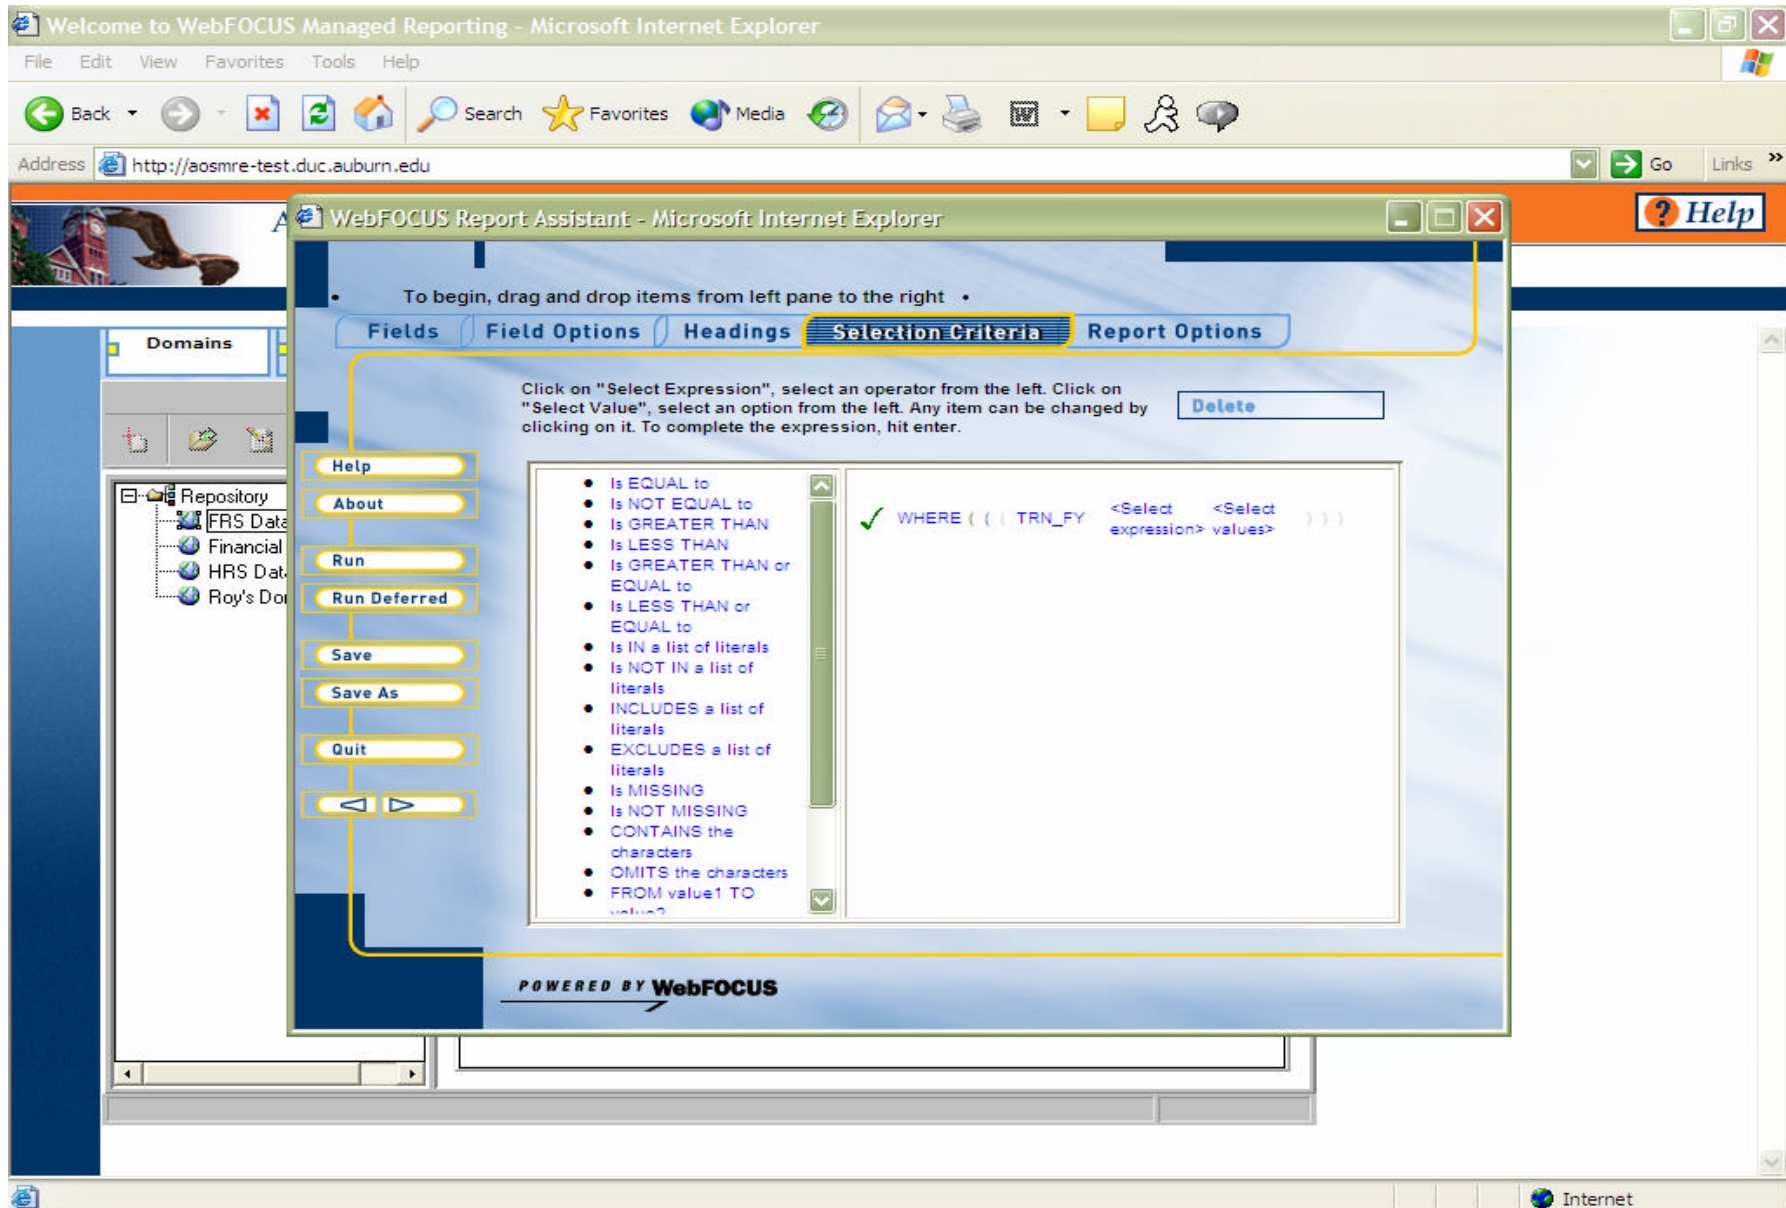 Welcome to WebFOCUS Managed Reporting - Microsoft Internet Explorer
File Edit View Favorites Tools Help
Back Search Favorites Media
Address http://aosmre-test.duc.auburn.edu Go Links »
WebFOCUS Report Assistant - Microsoft Internet Explorer
? Help
• To begin, drag and drop items from left pane to the right •
Fields Field Options Headings Selection Criteria Report Options
Domains
Click on "Select Expression", select an operator from the left. Click on
"Select Value", select an option from the left. Any item can be changed by
clicking on it. To complete the expression, hit enter.
Delete
Repository
FRS Data
Financial
HRS Dat
Roy's Do
Help
About
Run
Run Deferred
Save
Save As
Quit
• Is EQUAL to
• Is NOT EQUAL to
• Is GREATER THAN
• Is LESS THAN
• Is GREATER THAN or
EQUAL to
• Is LESS THAN or
EQUAL to
• Is IN a list of literals
• Is NOT IN a list of
literals
• INCLUDES a list of
literals
• EXCLUDES a list of
literals
• Is MISSING
• Is NOT MISSING
• CONTAINS the
characters
• OMITS the characters
• FROM value1 TO
value2
WHERE ( ( ( TRN_FY <Select expression> <Select values> ) ) )
POWERED BY WebFOCUS
Internet